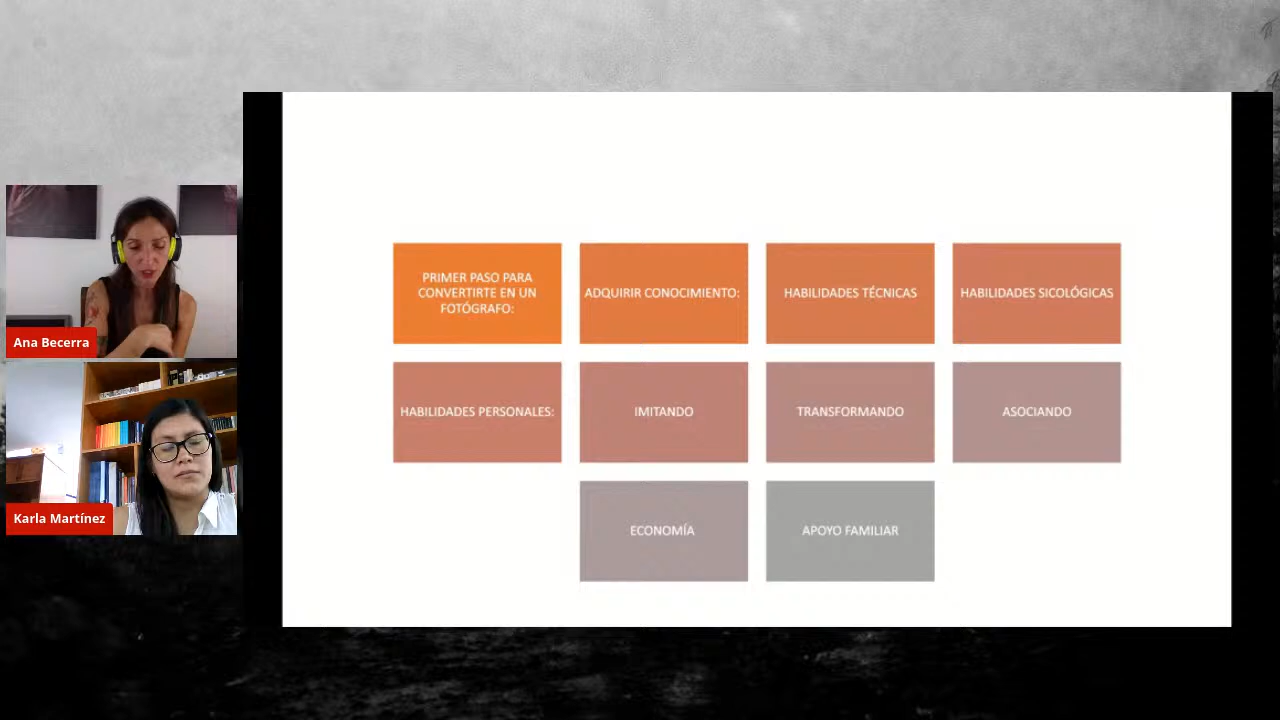 PRIMER PASO PARA
CONVERTIRTE EN UN
FOTÓGRAFO:
ADQUIRIR CONOCIMIENTO:
HABILIDADES TÉCNICAS
HABILIDADES SICOLÓGICAS
HABILIDADES PERSONALES:
IMITANDO
TRANSFORMANDO
ASOCIANDO
ECONOMÍA
APOYO FAMILIAR
Ana Becerra
Karla Martínez